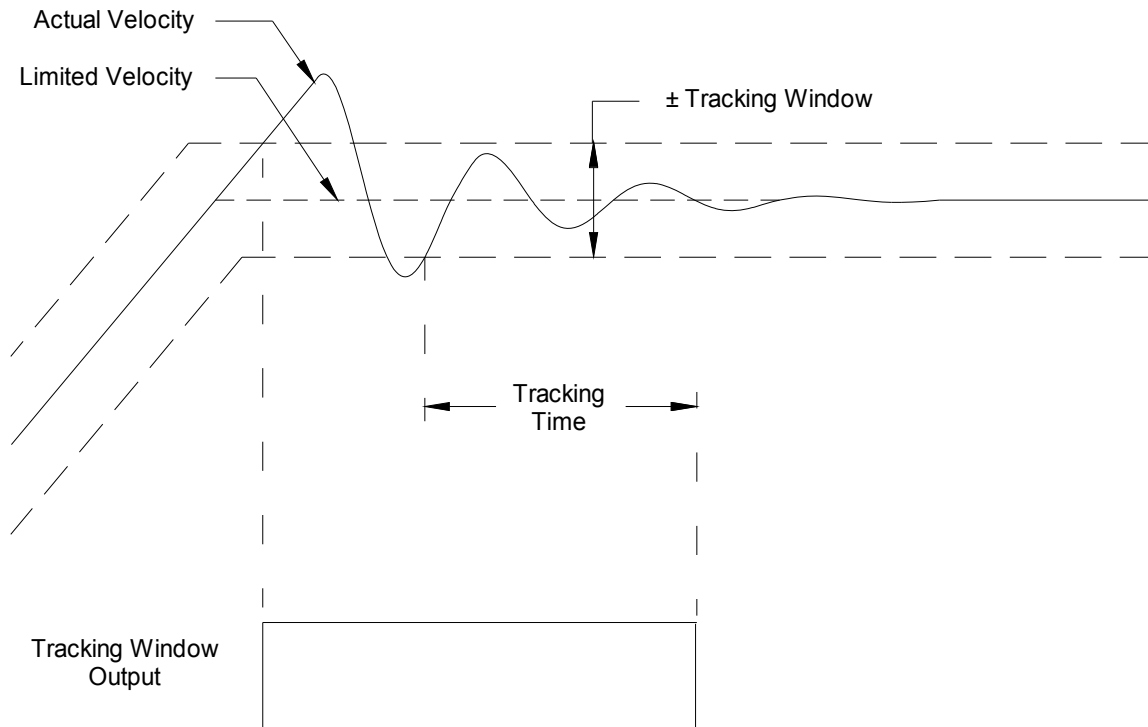 Actual Velocity
Limited Velocity
± Tracking Window
Tracking
Time
Tracking Window
Output